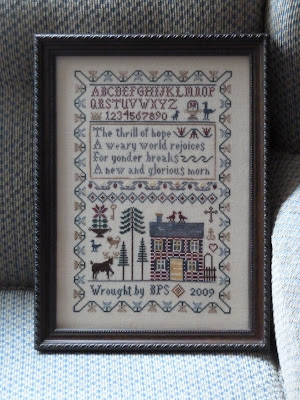 ABCDEFGHIJKLMNOP
QRSTUVWXYZ
1234567890
The thrill of hope
A weary world rejoices
For yonder breaks
A new and glorious morn
Wrought by BPS 2009